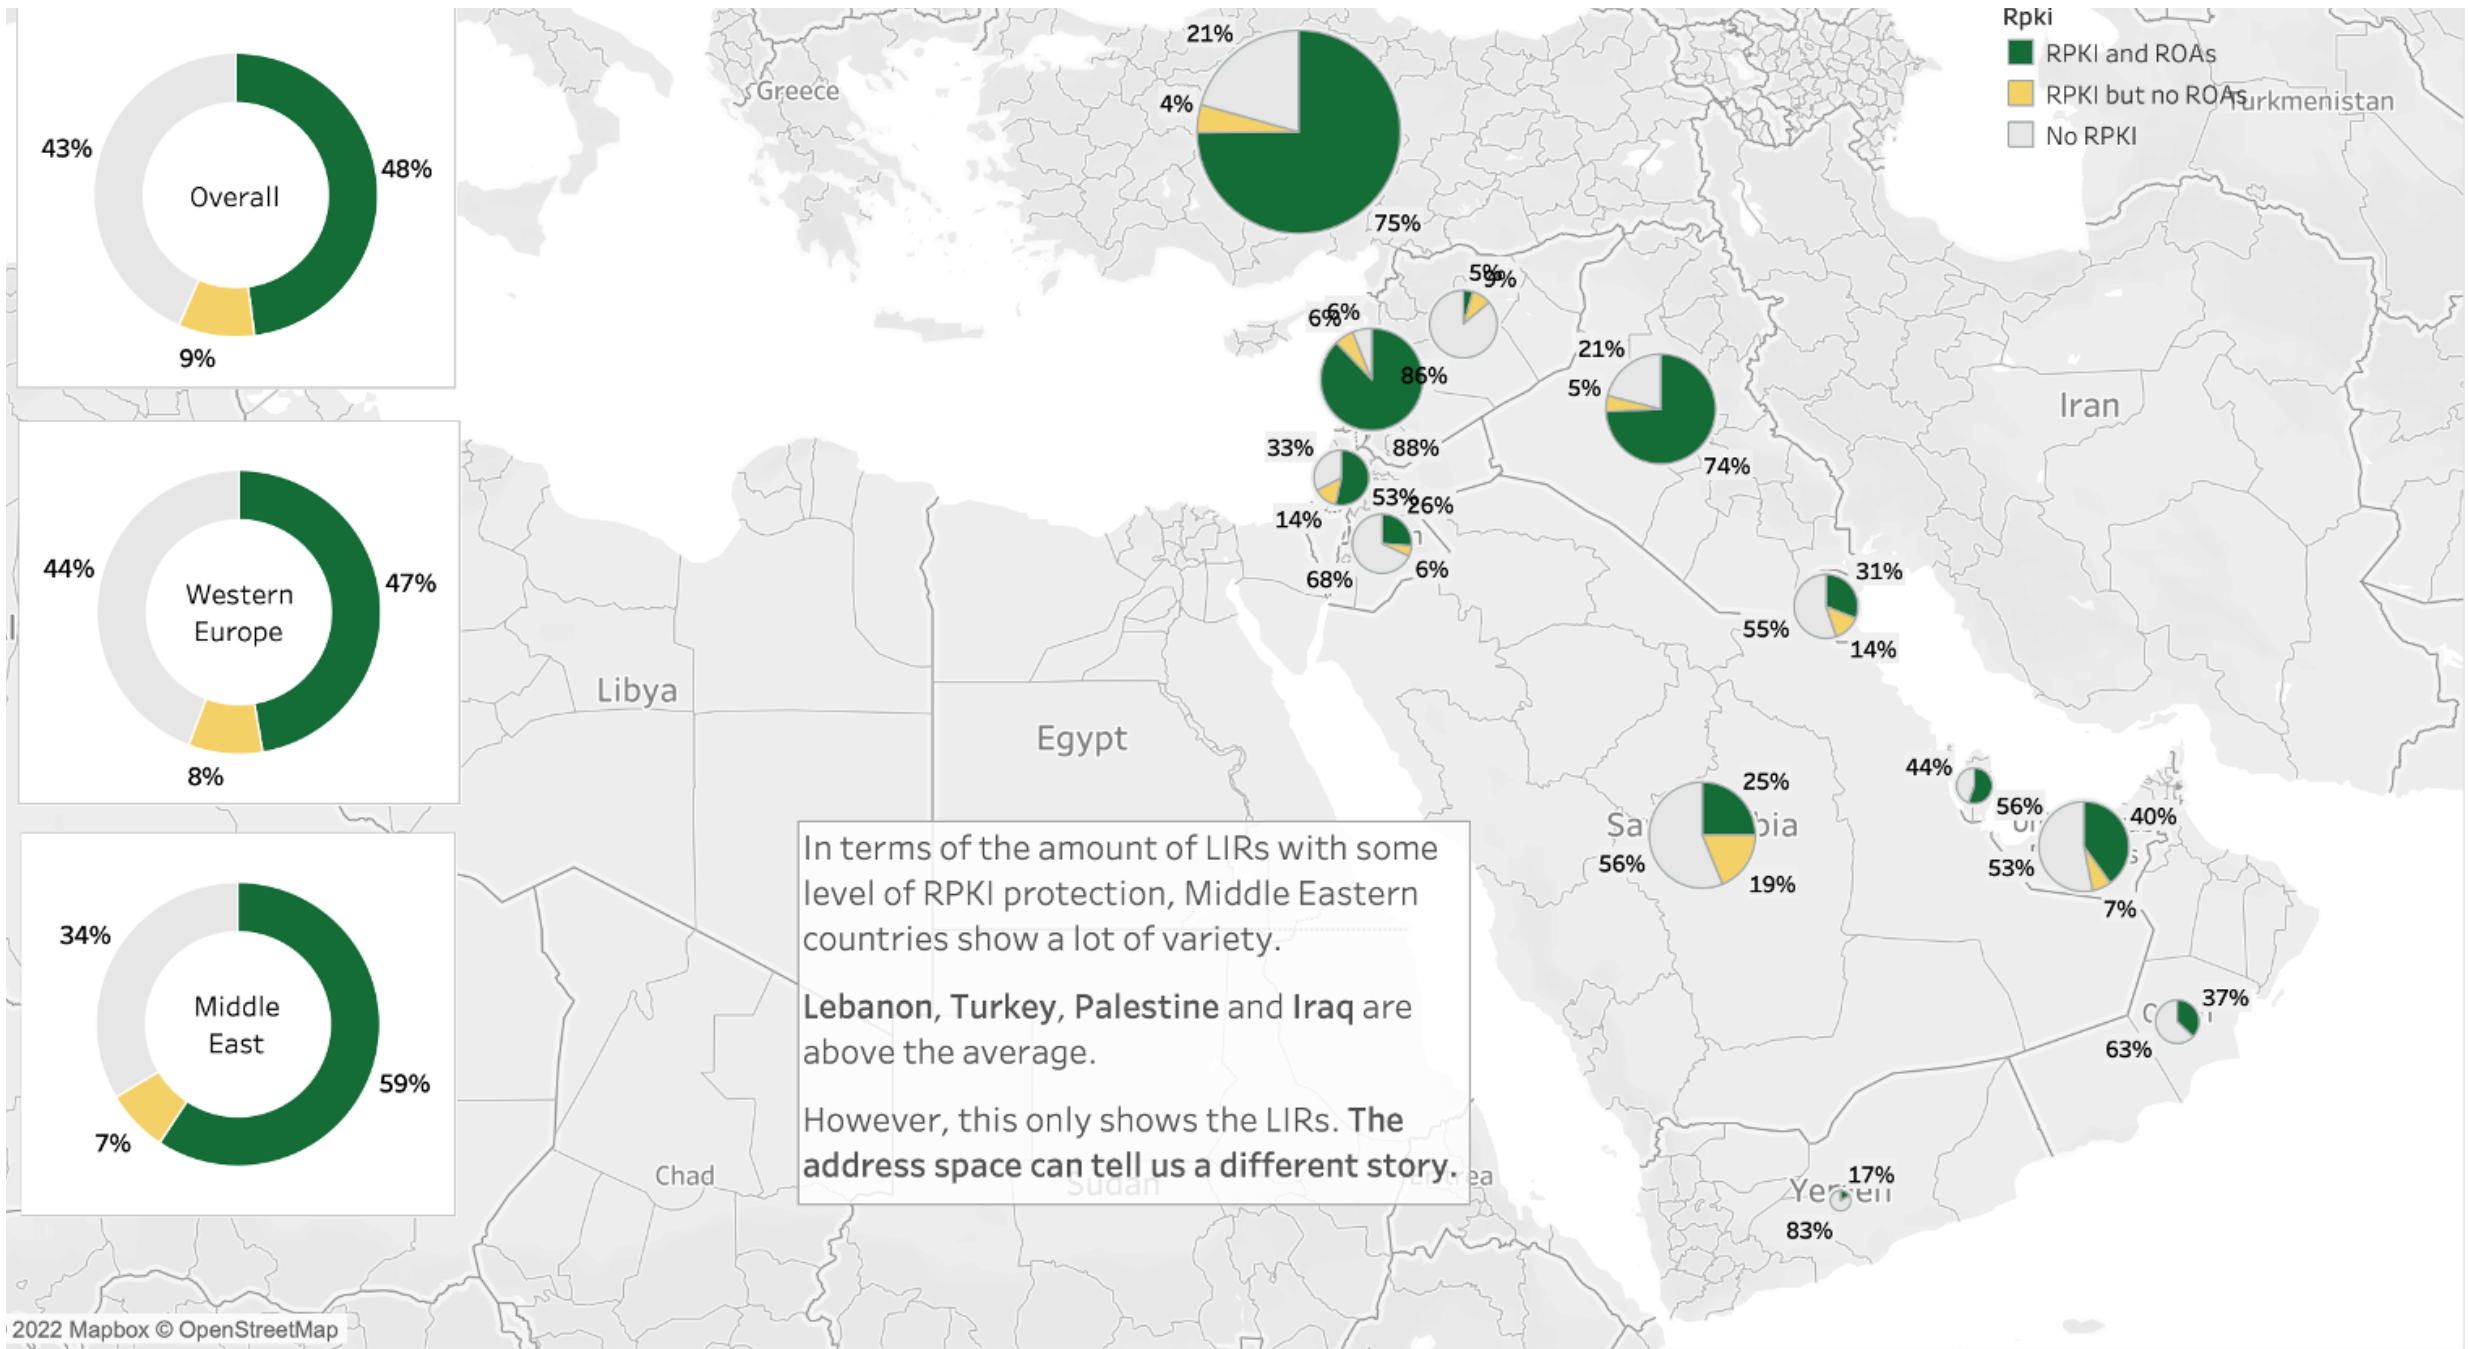 Rpki
RPKI and ROAs
RPKI but no ROAs
No RPKI
43%
48%
Overall
9%
44%
47%
Western
Europe
8%
34%
Middle
East
59%
7%
Greece
Turkmenistan
21%
4%
75%
5%
9%
6%
6%
86%
88%
21%
5%
74%
Iran
33%
14%
53%
26%
68%
6%
31%
55%
14%
Libya
Egypt
25%
56%
19%
44%
56%
40%
53%
7%
37%
63%
17%
Yemen
83%
Chad
Sudan
In terms of the amount of LIRs with some
level of RPKI protection, Middle Eastern
countries show a lot of variety.
Lebanon, Turkey, Palestine and Iraq are
above the average.
However, this only shows the LIRs. The
address space can tell us a different story.
2022 Mapbox © OpenStreetMap